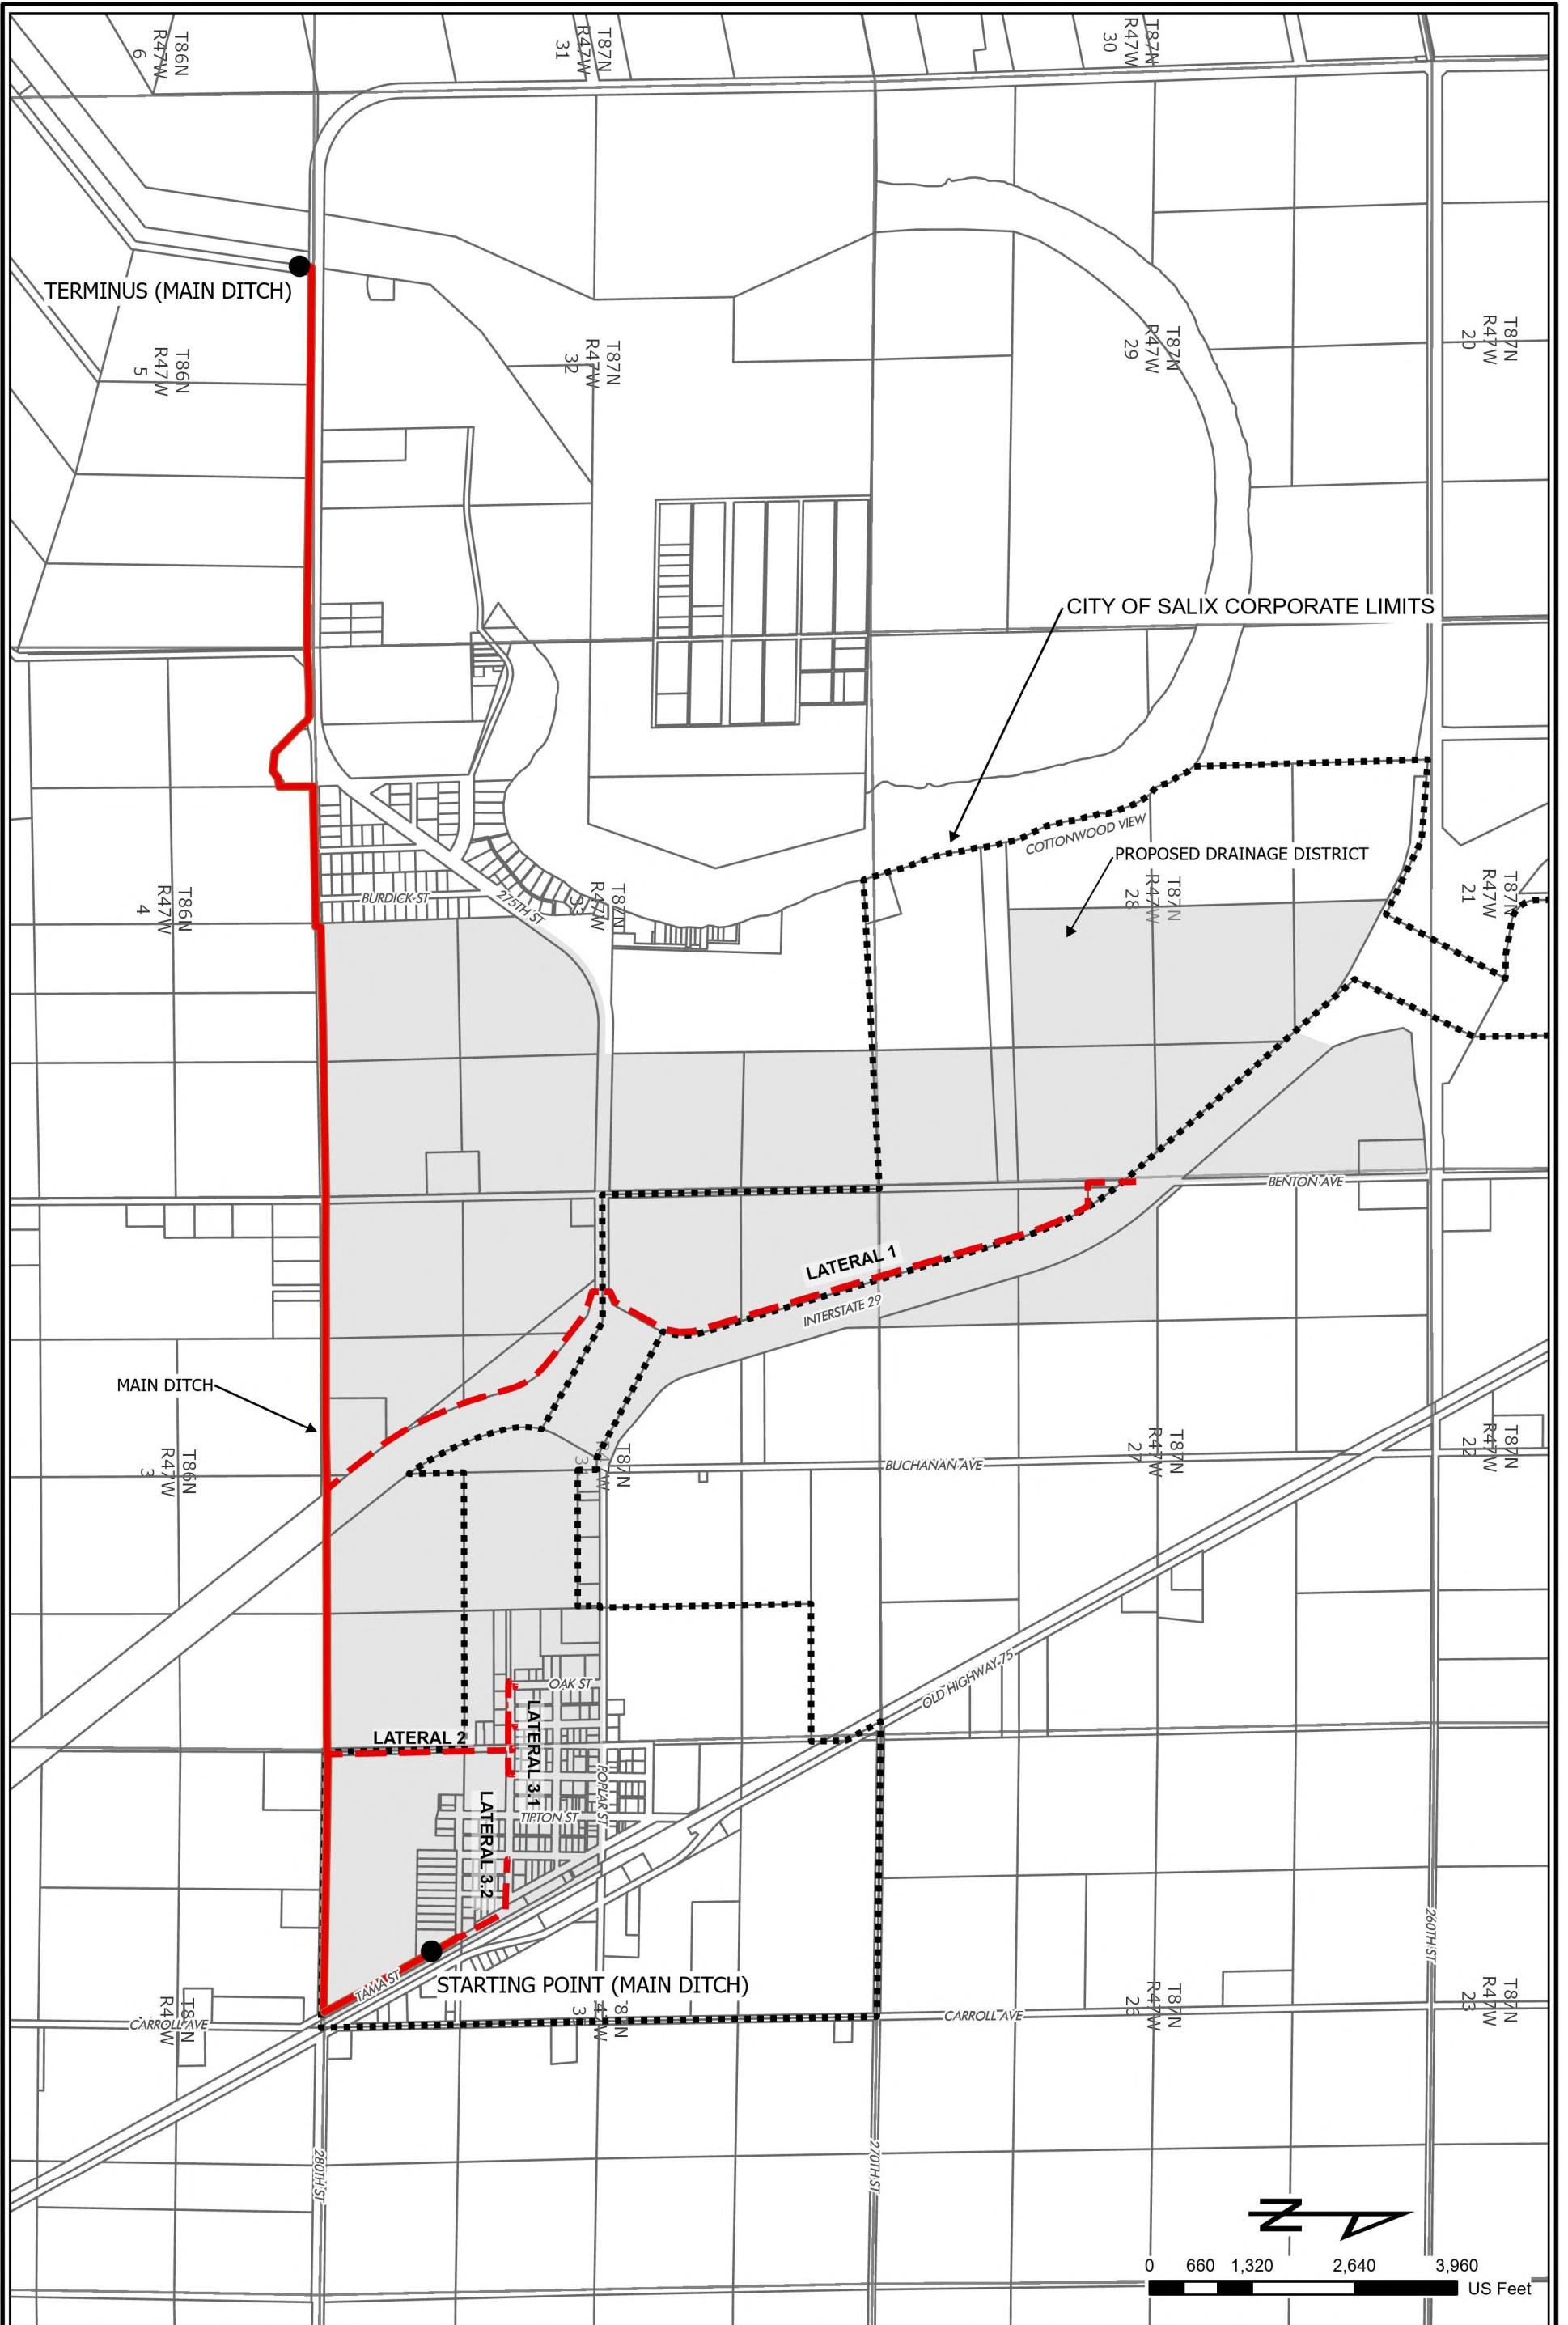 T86N
R47W
6
T87N
R47W
31
T87N
R47W
30
TERMINUS (MAIN DITCH)
T86N
R47W
5
T87N
R47W
32
T87N
R47W
29
T87N
R47W
20
CITY OF SALIX CORPORATE LIMITS
COTTONWOOD VIEW
PROPOSED DRAINAGE DISTRICT
BURDICK ST
275TH ST
T86N
R47W
4
T87N
R47W
33
T87N
R47W
28
T87N
R47W
21
BENTON AVE
LATERAL 1
INTERSTATE 29
MAIN DITCH
T86N
R47W
3
T87N
R47W
BUCHANAN AVE
T87N
R47W
27
T87N
R47W
22
OLD HIGHWAY 75
OAK ST
LATERAL 2
LATERAL 3.1
POPLAR ST
TIPTON ST
LATERAL 3.2
260TH ST
TAMA ST
STARTING POINT (MAIN DITCH)
CARROLL AVE
CARROLL AVE
T87N
R47W
T87N
R47W
23
280TH ST
270TH ST
N
0 660 1,320 2,640 3,960
US Feet